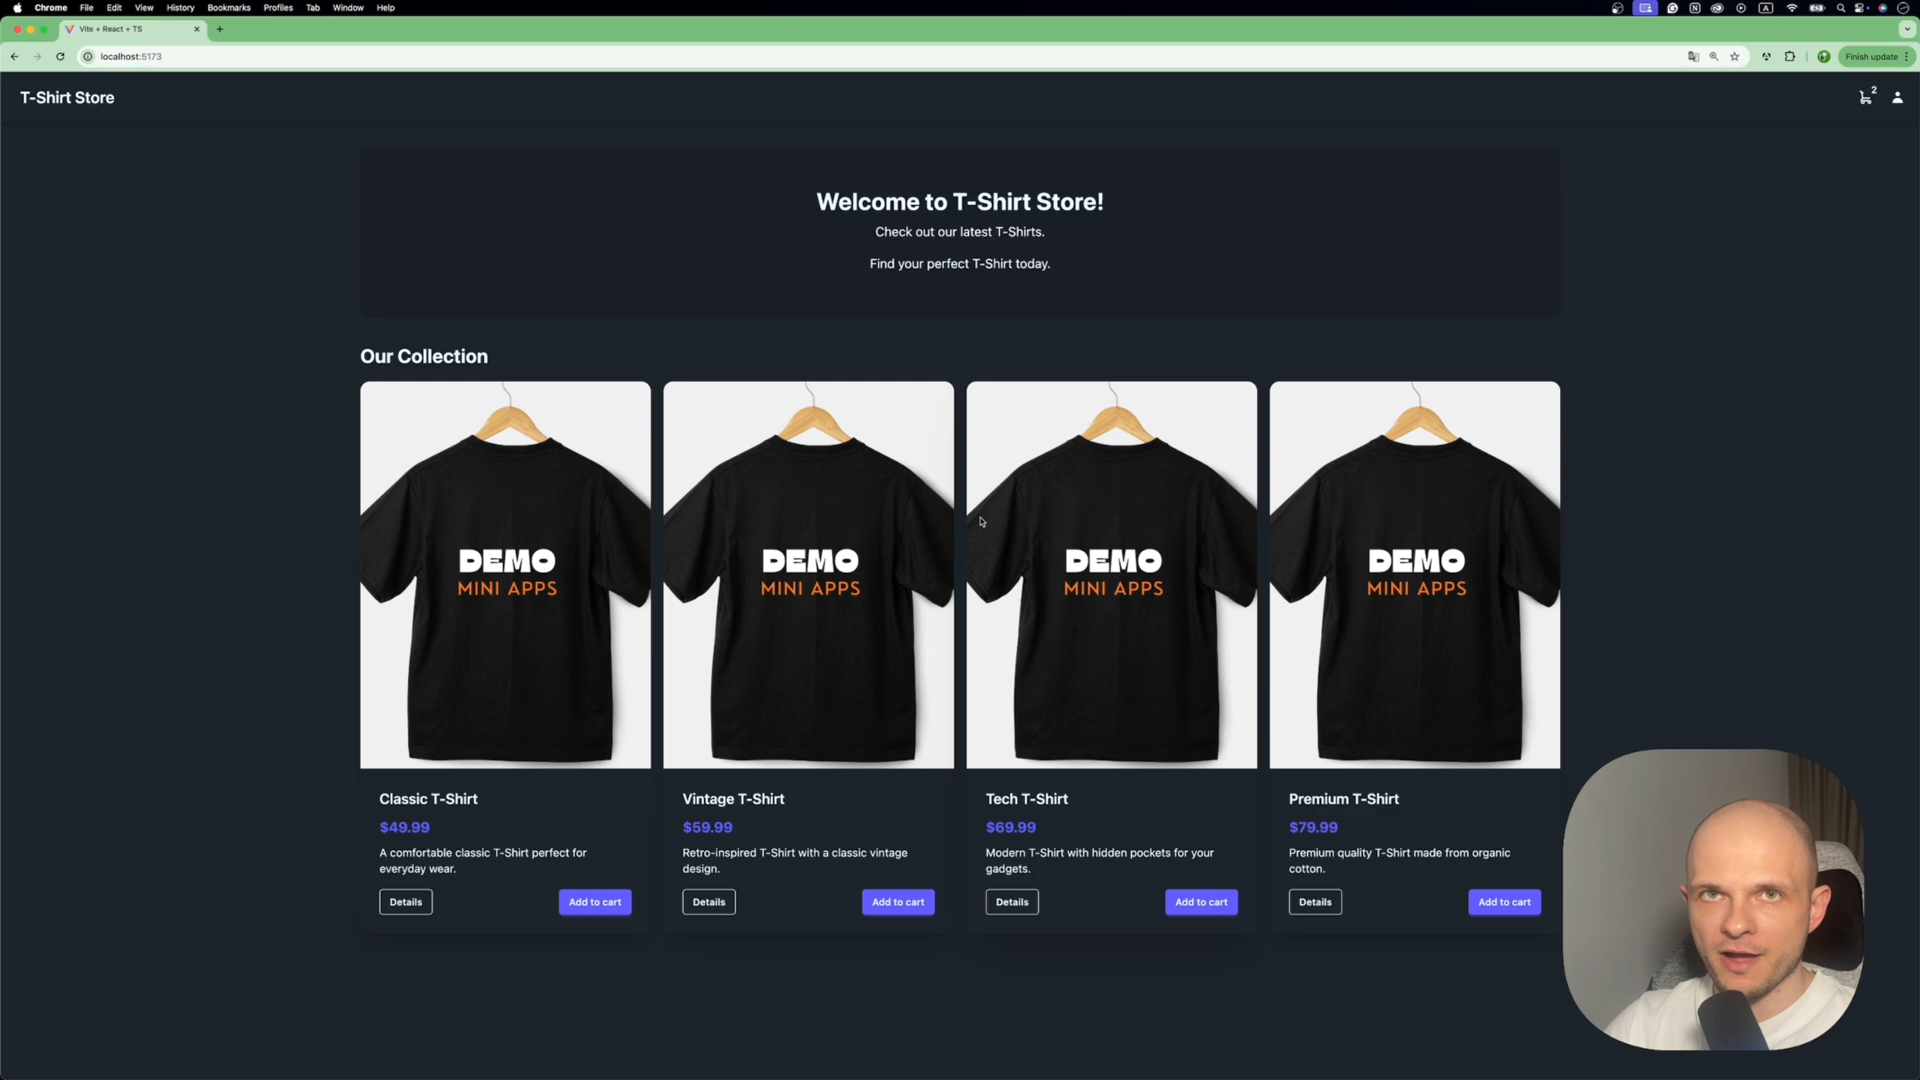 Chrome File Edit View History Bookmarks Profiles Tab Window Help
Vite + React + TS
localhost:5173
Finish update
T-Shirt Store
2
Welcome to T-Shirt Store!
Check out our latest T-Shirts.
Find your perfect T-Shirt today.
Our Collection
DEMO
MINI APPS
DEMO
MINI APPS
DEMO
MINI APPS
DEMO
MINI APPS
Classic T-Shirt
$49.99
A comfortable classic T-Shirt perfect for
everyday wear.
Details
Add to cart
Vintage T-Shirt
$59.99
Retro-inspired T-Shirt with a classic vintage
design.
Details
Add to cart
Tech T-Shirt
$69.99
Modern T-Shirt with hidden pockets for your
gadgets.
Details
Add to cart
Premium T-Shirt
$79.99
Premium quality T-Shirt made from organic
cotton.
Details
Add to cart